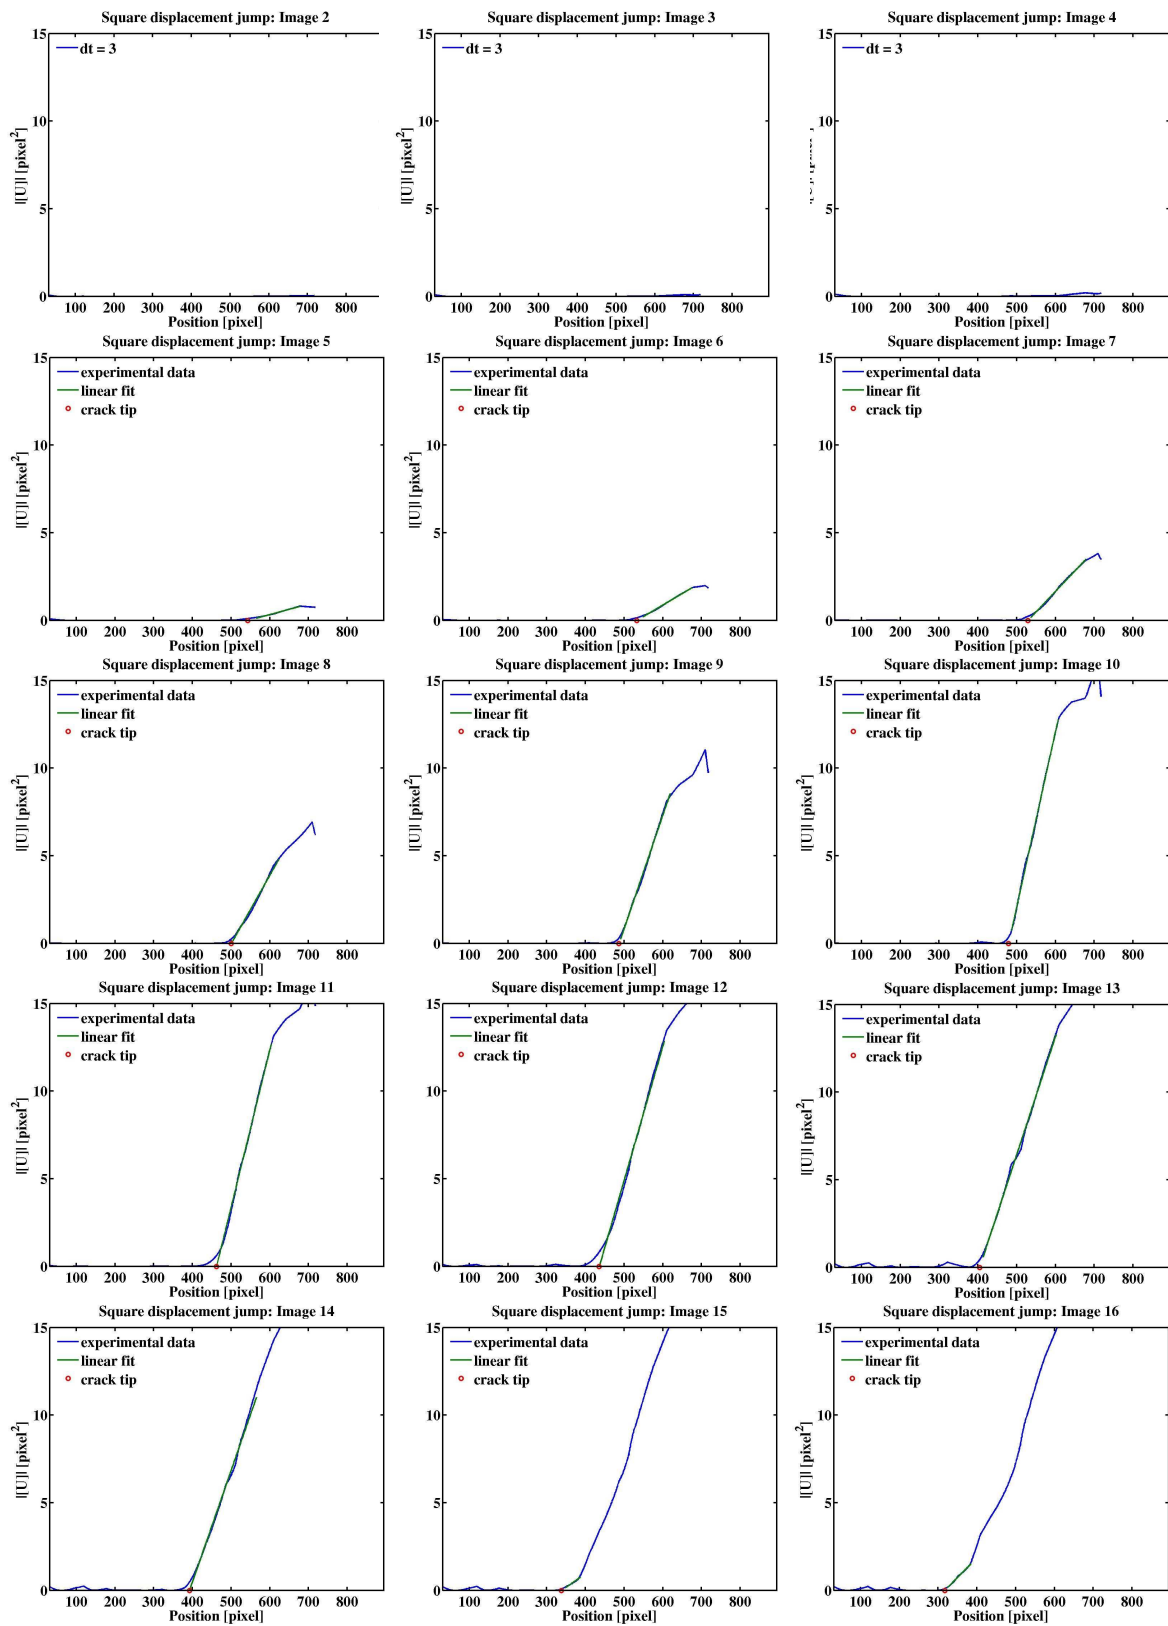 Square displacement jump: Image 2
dt = 3
15
10
5
0
|[U]| [pixel²]
100 200 300 400 500 600 700 800
Position [pixel]
Square displacement jump: Image 3
dt = 3
15
10
5
0
|[U]| [pixel²]
100 200 300 400 500 600 700 800
Position [pixel]
Square displacement jump: Image 4
dt = 3
15
10
5
0
100 200 300 400 500 600 700 800
Position [pixel]
Square displacement jump: Image 5
experimental data
linear fit
crack tip
15
10
5
0
|[U]| [pixel²]
100 200 300 400 500 600 700 800
Position [pixel]
Square displacement jump: Image 6
experimental data
linear fit
crack tip
15
10
5
0
|[U]| [pixel²]
100 200 300 400 500 600 700 800
Position [pixel]
Square displacement jump: Image 7
experimental data
linear fit
crack tip
15
10
5
0
|[U]| [pixel²]
100 200 300 400 500 600 700 800
Position [pixel]
Square displacement jump: Image 8
experimental data
linear fit
crack tip
15
10
5
0
|[U]| [pixel²]
100 200 300 400 500 600 700 800
Position [pixel]
Square displacement jump: Image 9
experimental data
linear fit
crack tip
15
10
5
0
|[U]| [pixel²]
100 200 300 400 500 600 700 800
Position [pixel]
Square displacement jump: Image 10
experimental data
linear fit
crack tip
15
10
5
0
|[U]| [pixel²]
100 200 300 400 500 600 700 800
Position [pixel]
Square displacement jump: Image 11
experimental data
linear fit
crack tip
15
10
5
0
|[U]| [pixel²]
100 200 300 400 500 600 700 800
Position [pixel]
Square displacement jump: Image 12
experimental data
linear fit
crack tip
15
10
5
0
|[U]| [pixel²]
100 200 300 400 500 600 700 800
Position [pixel]
Square displacement jump: Image 13
experimental data
linear fit
crack tip
15
10
5
0
|[U]| [pixel²]
100 200 300 400 500 600 700 800
Position [pixel]
Square displacement jump: Image 14
experimental data
linear fit
crack tip
15
10
5
0
|[U]| [pixel²]
100 200 300 400 500 600 700 800
Position [pixel]
Square displacement jump: Image 15
experimental data
linear fit
crack tip
15
10
5
0
|[U]| [pixel²]
100 200 300 400 500 600 700 800
Position [pixel]
Square displacement jump: Image 16
experimental data
linear fit
crack tip
15
10
5
0
|[U]| [pixel²]
100 200 300 400 500 600 700 800
Position [pixel]